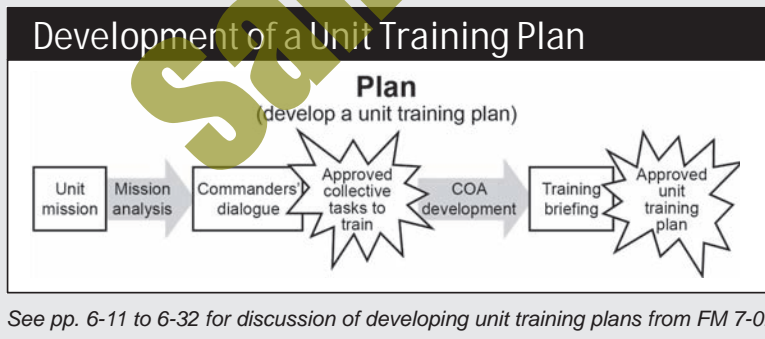 Development of a Unit Training Plan
Plan
(develop a unit training plan)
Unit
mission
Mission
analysis
Commanders'
dialogue
Approved
collective
tasks to
train
COA
development
Training
briefing
Approved
unit
training
plan
See pp. 6-11 to 6-32 for discussion of developing unit training plans from FM 7-0